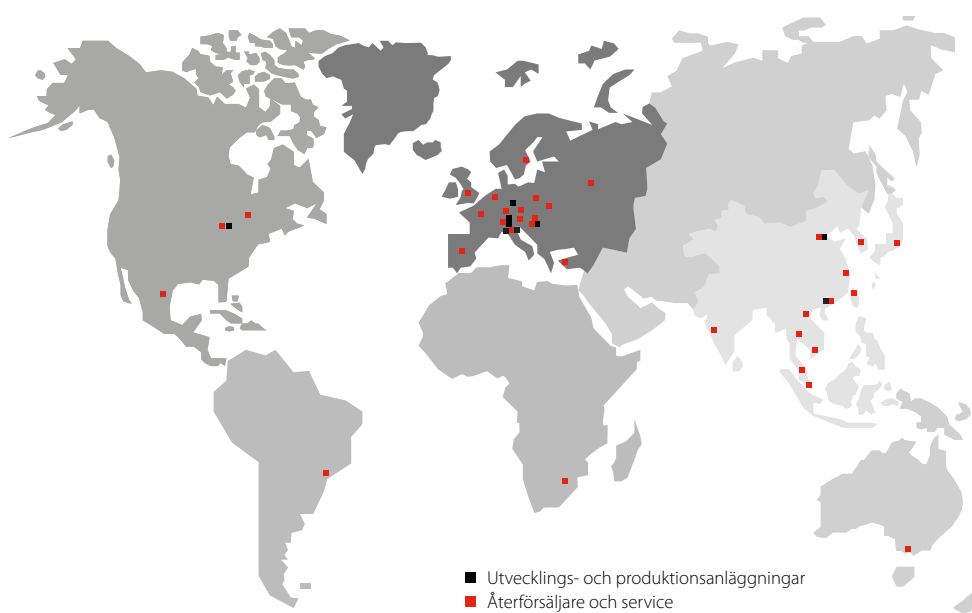 Utvecklings- och produktionsanläggningar
Återförsäljare och service